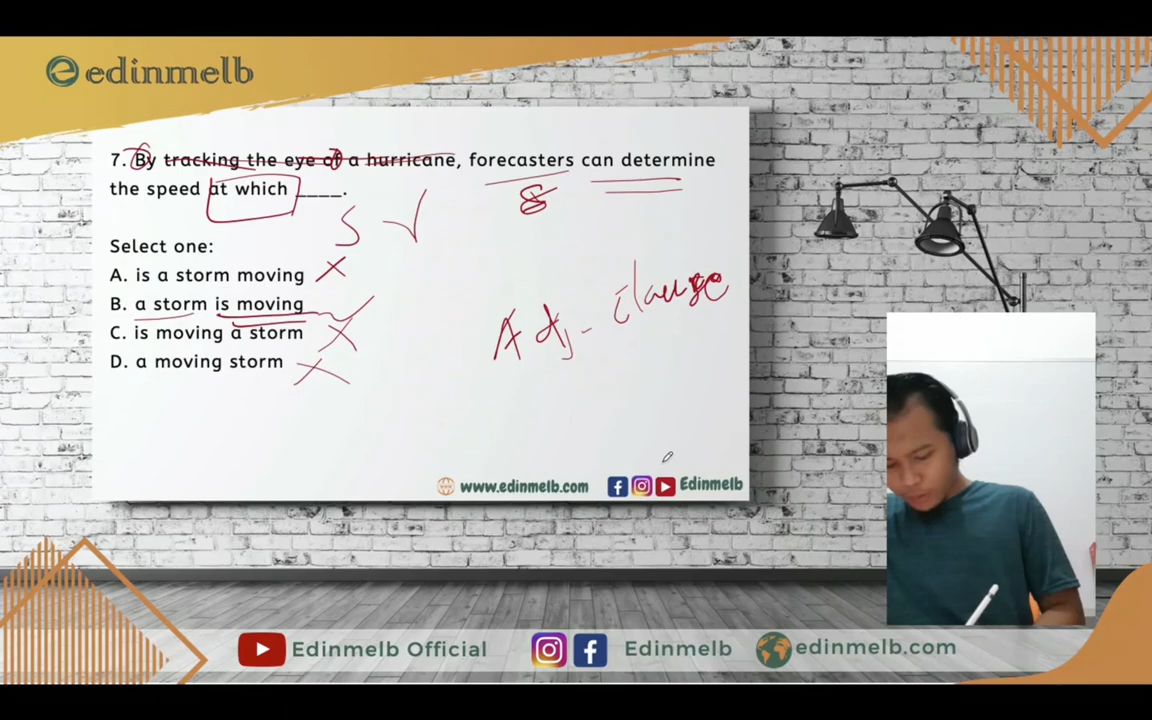 edinmelb
7. By tracking the eye of a hurricane, forecasters can determine
the speed at which ____.
S
S √
Select one:
A. is a storm moving
B. a storm is moving
C. is moving a storm
D. a moving storm
Adj- clause
www.edinmelb.com
Edinmelb
Edinmelb Official
Edinmelb
edinmelb.com